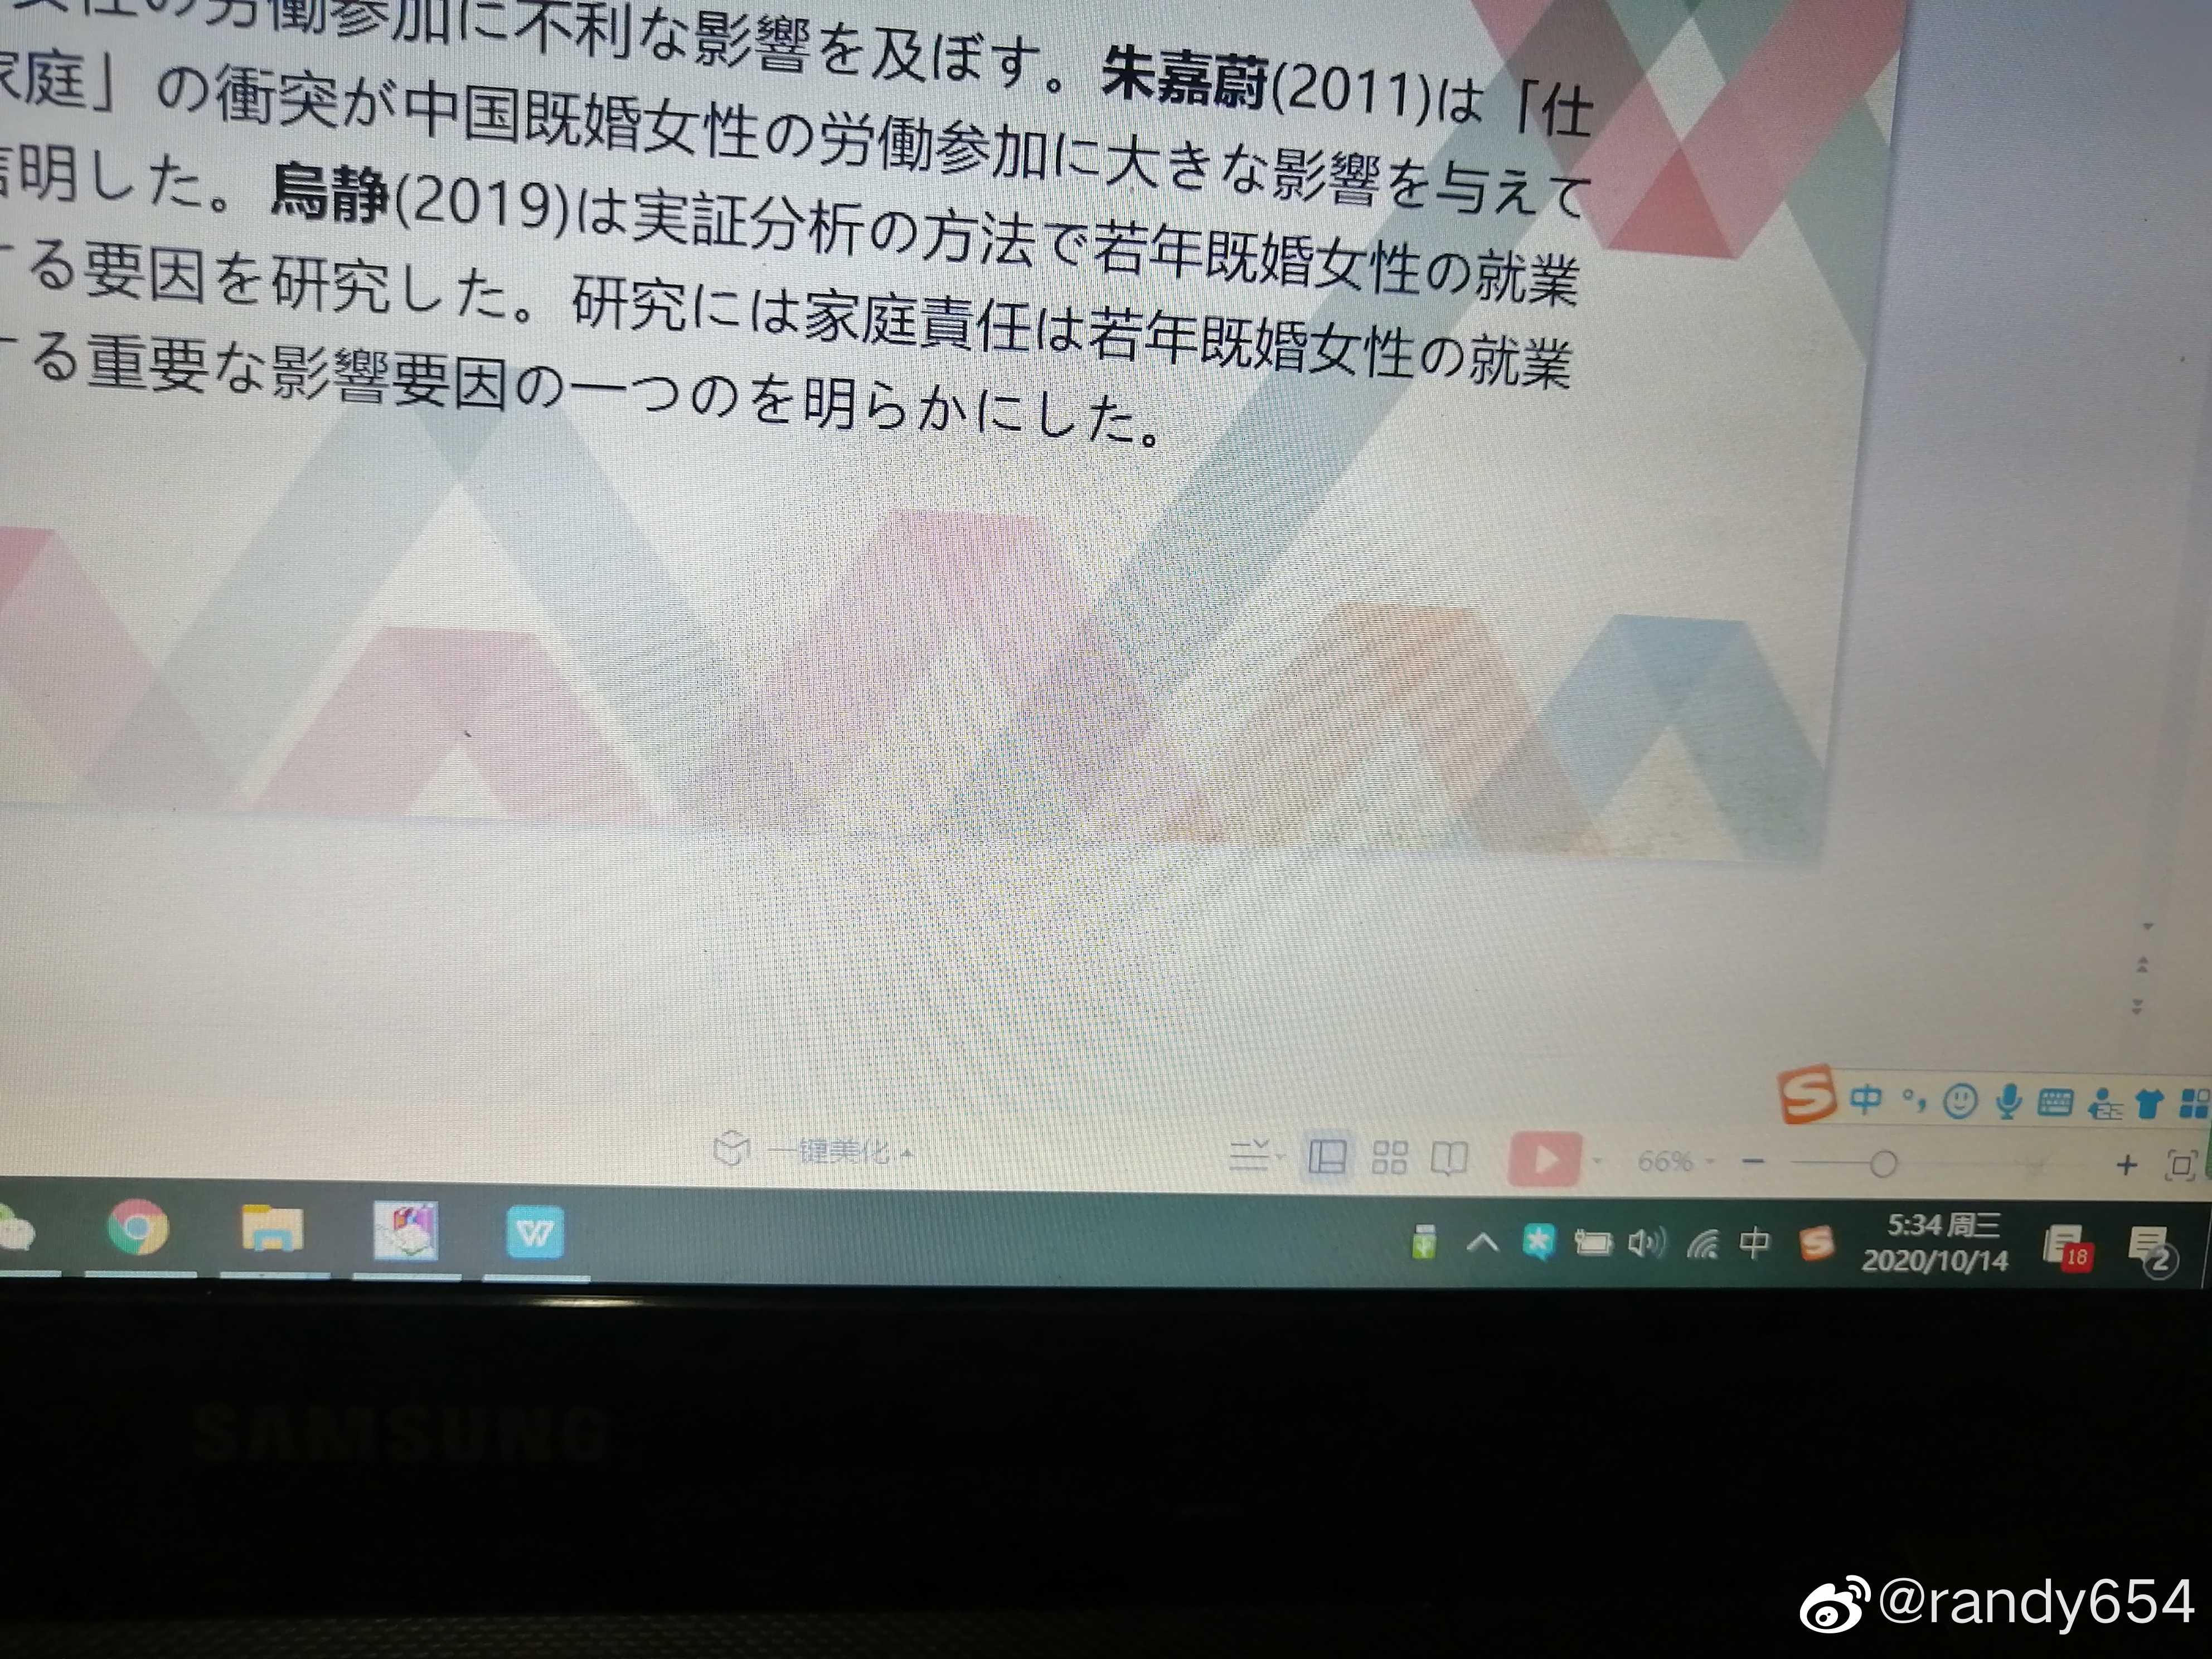 女性の労働参加に不利な影響を及ぼす。朱嘉蔚(2011)は「仕
家庭」の衝突が中国既婚女性の労働参加に大きな影響を与えて
明した。烏静(2019)は実証分析の方法で若年既婚女性の就業
る要因を研究した。研究には家庭責任は若年既婚女性の就業
る重要な影響要因の一つのを明らかにした。
中
一键美化
66%
中
5:34 周三
2020/10/14
18
2
SAMSUNG
@randy654